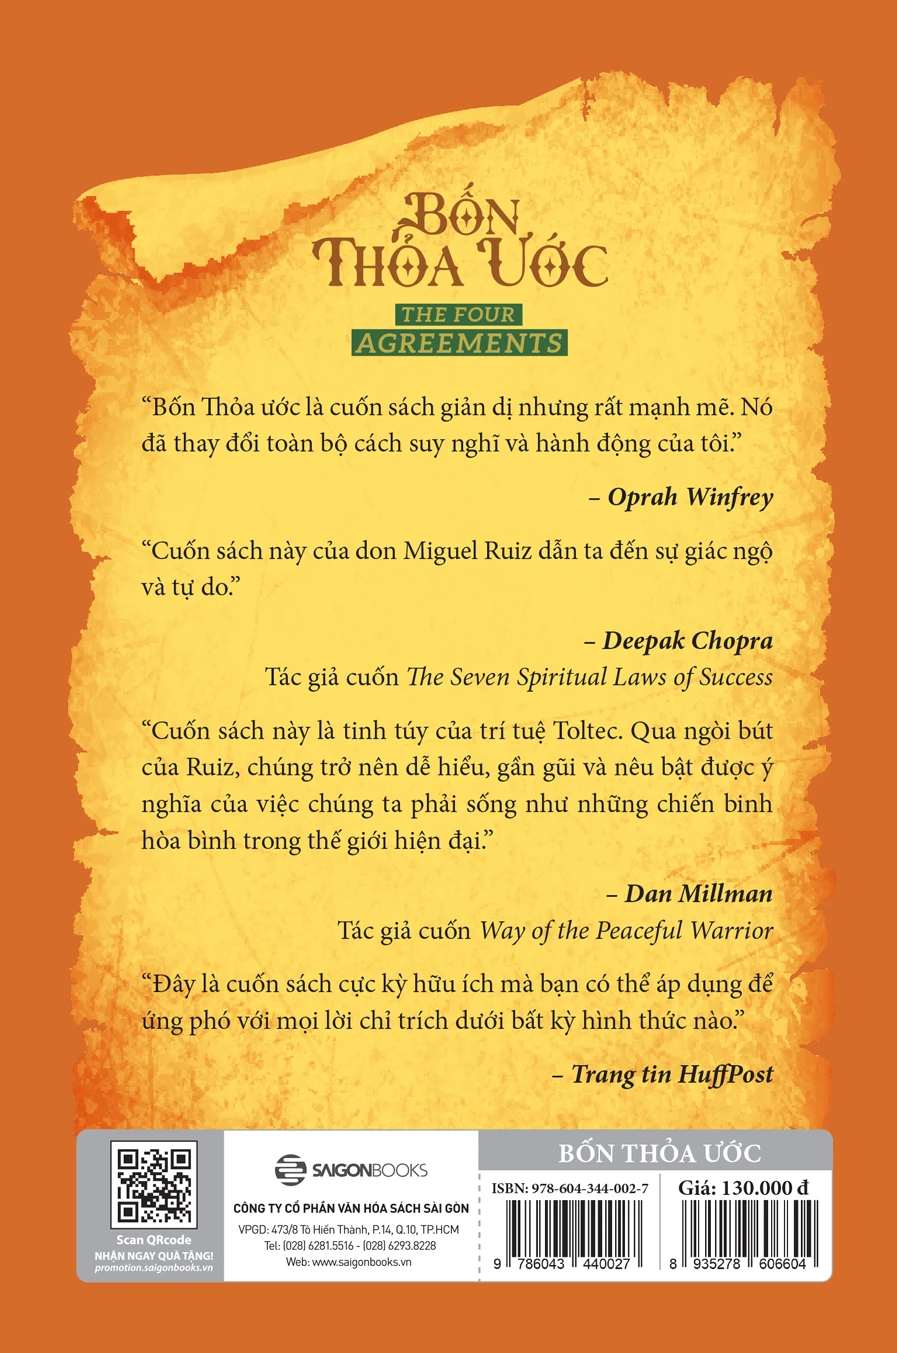 BỐN
THỎA ƯỚC
THE FOUR
AGREEMENTS
“Bốn Thỏa ước là cuốn sách giản dị nhưng rất mạnh mẽ. Nó
đã thay đổi toàn bộ cách suy nghĩ và hành động của tôi.”
– Oprah Winfrey
“Cuốn sách này của don Miguel Ruiz dẫn ta đến sự giác ngộ
và tự do.”
– Deepak Chopra
Tác giả cuốn The Seven Spiritual Laws of Success
“Cuốn sách này là tinh túy của trí tuệ Toltec. Qua ngòi bút
của Ruiz, chúng trở nên dễ hiểu, gần gũi và nêu bật được ý
nghĩa của việc chúng ta phải sống như những chiến binh
hòa bình trong thế giới hiện đại.”
– Dan Millman
Tác giả cuốn Way of the Peaceful Warrior
“Đây là cuốn sách cực kỳ hữu ích mà bạn có thể áp dụng để
ứng phó với mọi lời chỉ trích dưới bất kỳ hình thức nào.”
– Trang tin HuffPost
Scan QRcode
NHẬN NGAY QUÀ TẶNG!
promotion.saigonbooks.vn
SAIGONBOOKS
CÔNG TY CỔ PHẦN VĂN HÓA SÁCH SÀI GÒN
VPGD: 473/8 Tô Hiến Thành, P.14, Q.10, TP.HCM
Tel: (028) 6281.5516 - (028) 6293.8228
Web: www.saigonbooks.vn
BỐN THỎA ƯỚC
ISBN: 978-604-344-002-7
9 786043 440027
Giá: 130.000 đ
8 935278 606604